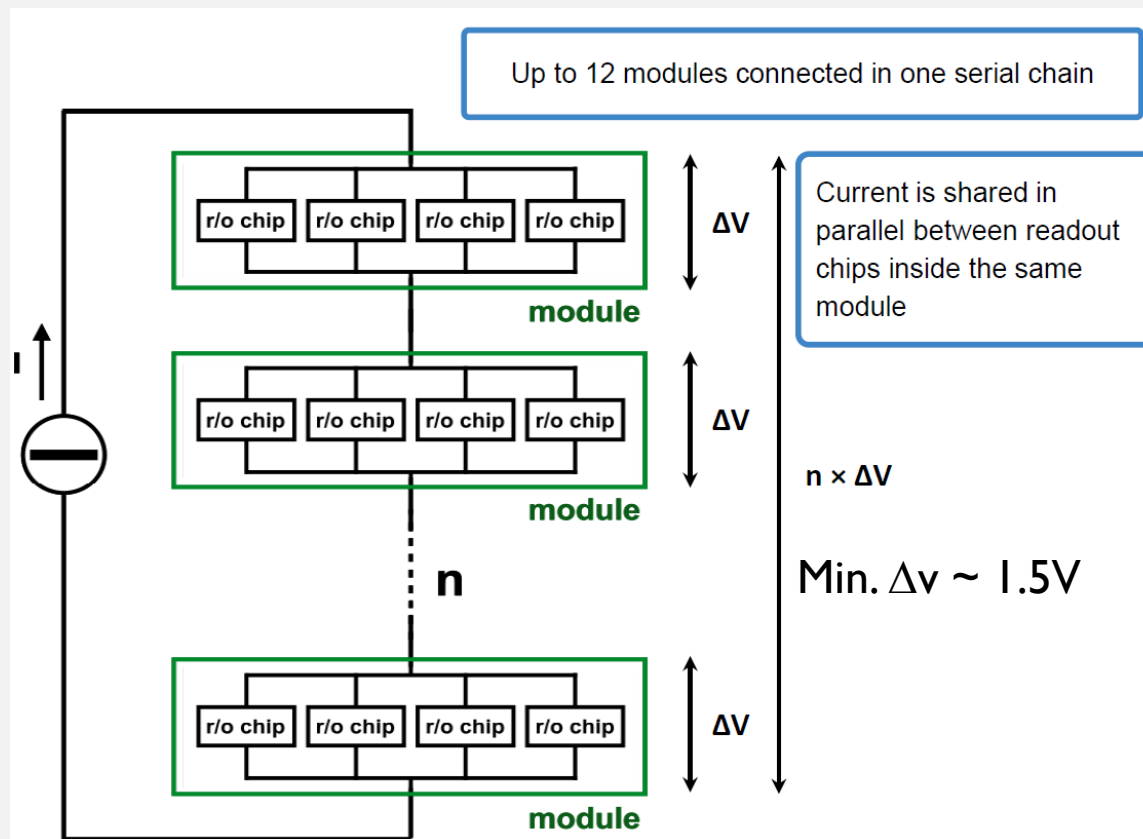 Up to 12 modules connected in one serial chain
r/o chip r/o chip r/o chip r/o chip
ΔV
module
Current is shared in
parallel between readout
chips inside the same
module
I
r/o chip r/o chip r/o chip r/o chip
ΔV
module
n × ΔV
n
Min. Δv ~ 1.5V
r/o chip r/o chip r/o chip r/o chip
ΔV
module